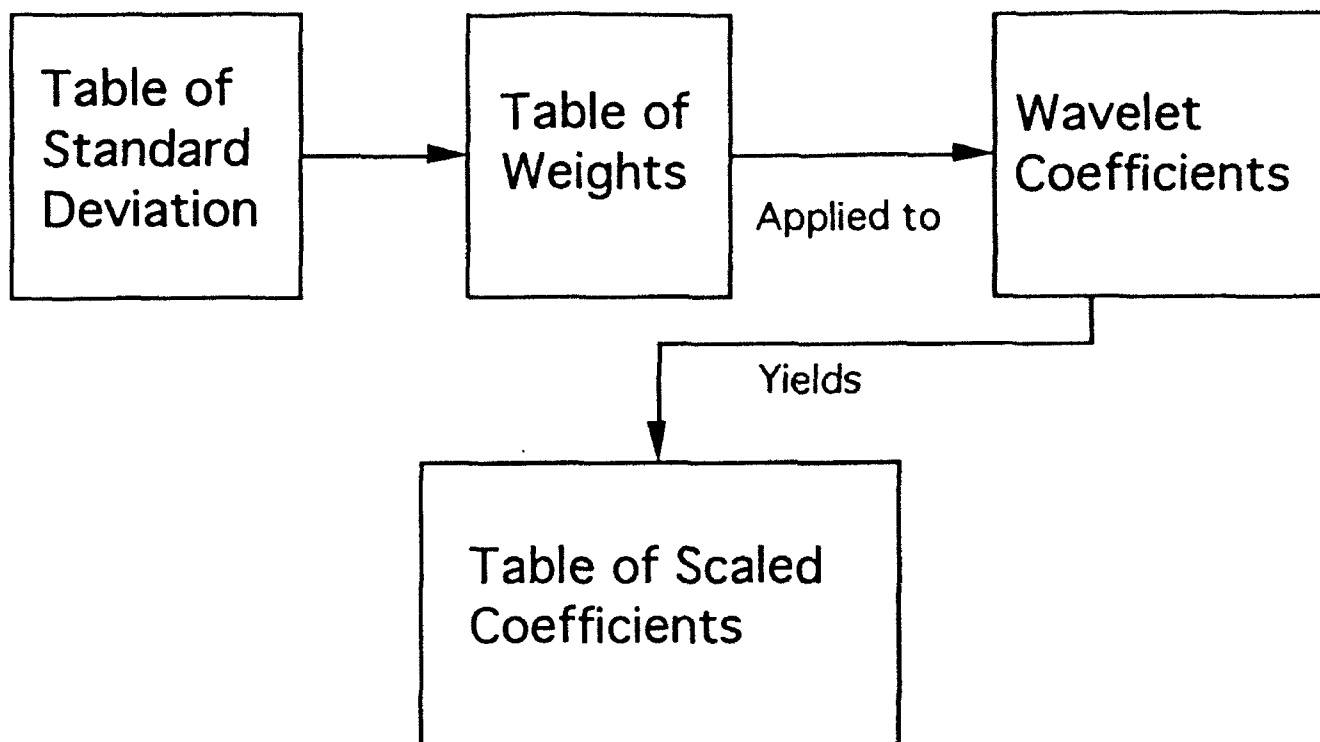 Table of
Standard
Deviation
Table of
Weights
Applied to
Wavelet
Coefficients
Yields
Table of Scaled
Coefficients